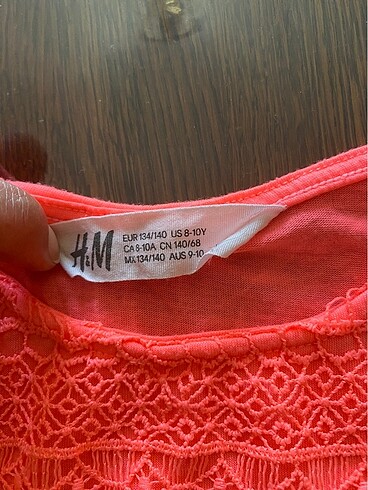 H&M
EUR 134/140 US 8-10Y
CA 8-10A CN 140/68
MX 134/140 AUS 9-10